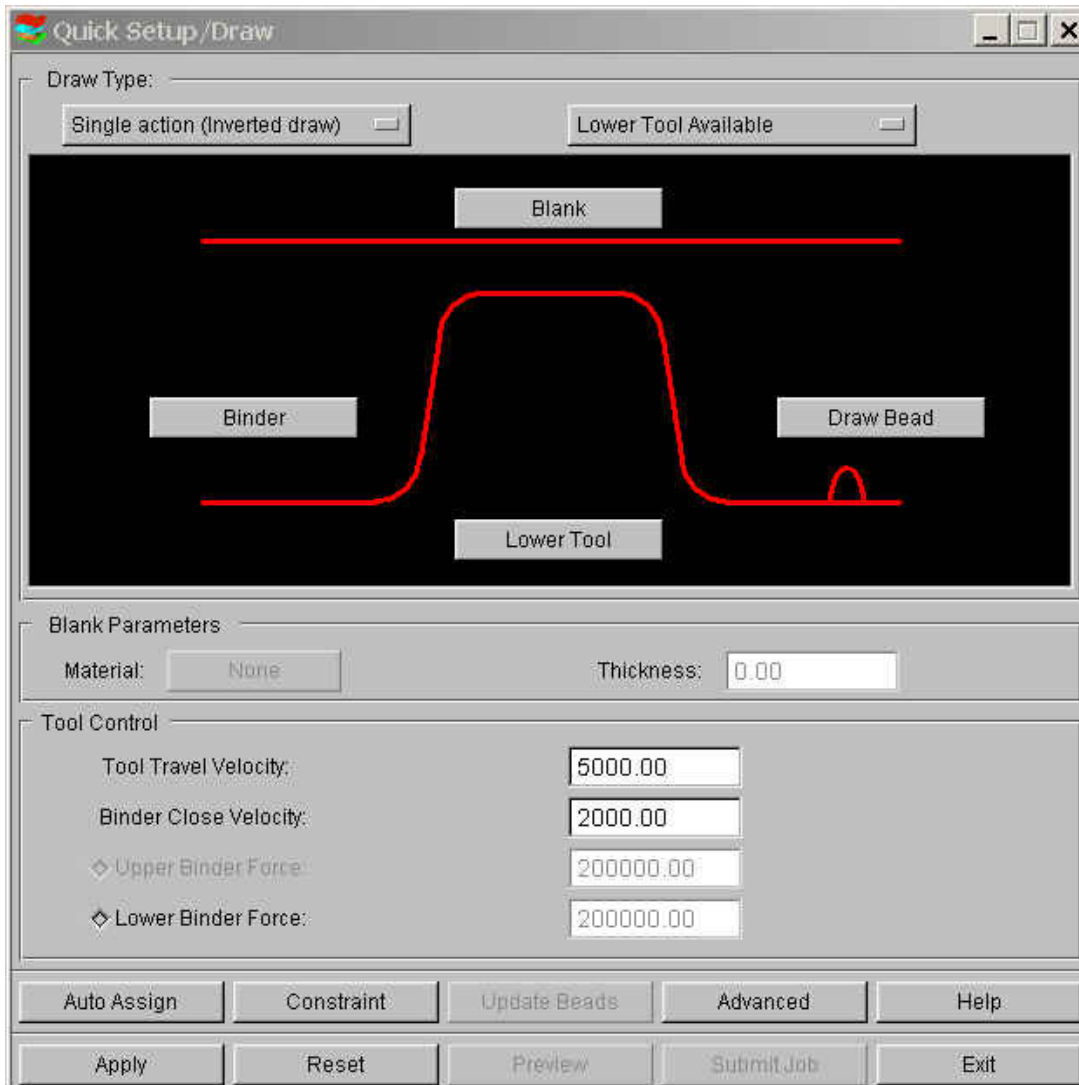 Quick Setup/Draw
Draw Type:
Single action (Inverted draw)
Lower Tool Available
Blank
Binder
Draw Bead
Lower Tool
Blank Parameters
Material:
None
Thickness:
0.00
Tool Control
Tool Travel Velocity:
5000.00
Binder Close Velocity:
2000.00
Upper Binder Force:
200000.00
Lower Binder Force:
200000.00
Auto Assign
Constraint
Update Beads
Advanced
Help
Apply
Reset
Preview
Submit Job
Exit